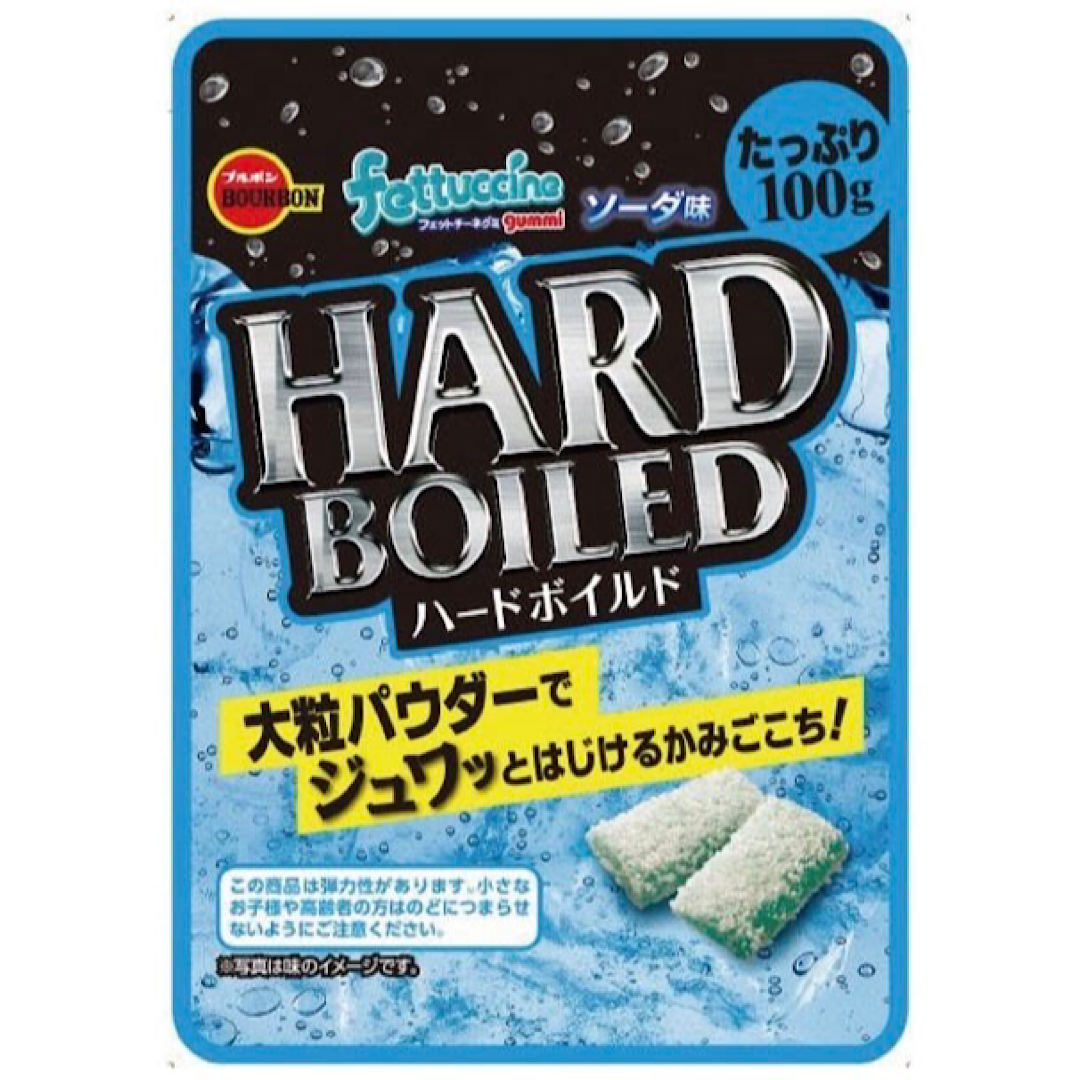 たっぷり
100g
ブルボン
BOURBON
fettuccine
フェットチーネグミ gummi
ソーダ味
HARD
BOILED
ハードボイルド
大粒パウダーで
ジュワッとはじけるかみごこち!
この商品は弾力性があります。小さな
お子様や高齢者の方はのどにつまらせ
ないようにご注意ください。
※写真は味のイメージです。